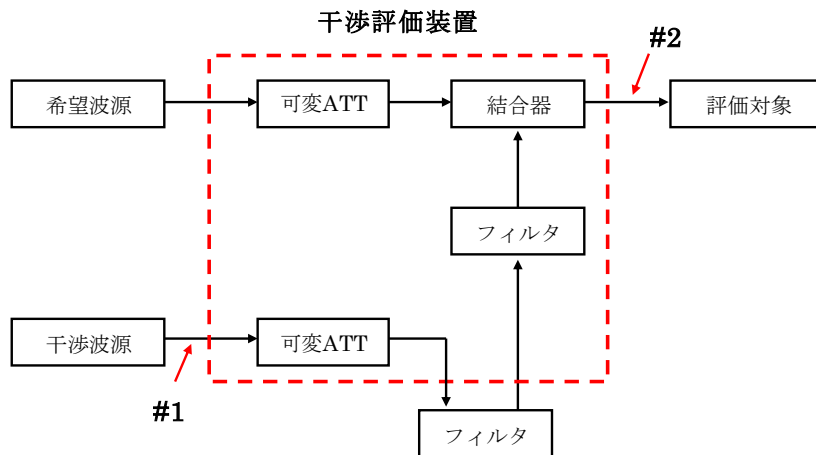 干渉評価装置
#2
希望波源
可変ATT
結合器
評価対象
フィルタ
干渉波源
可変ATT
#1
フィルタ